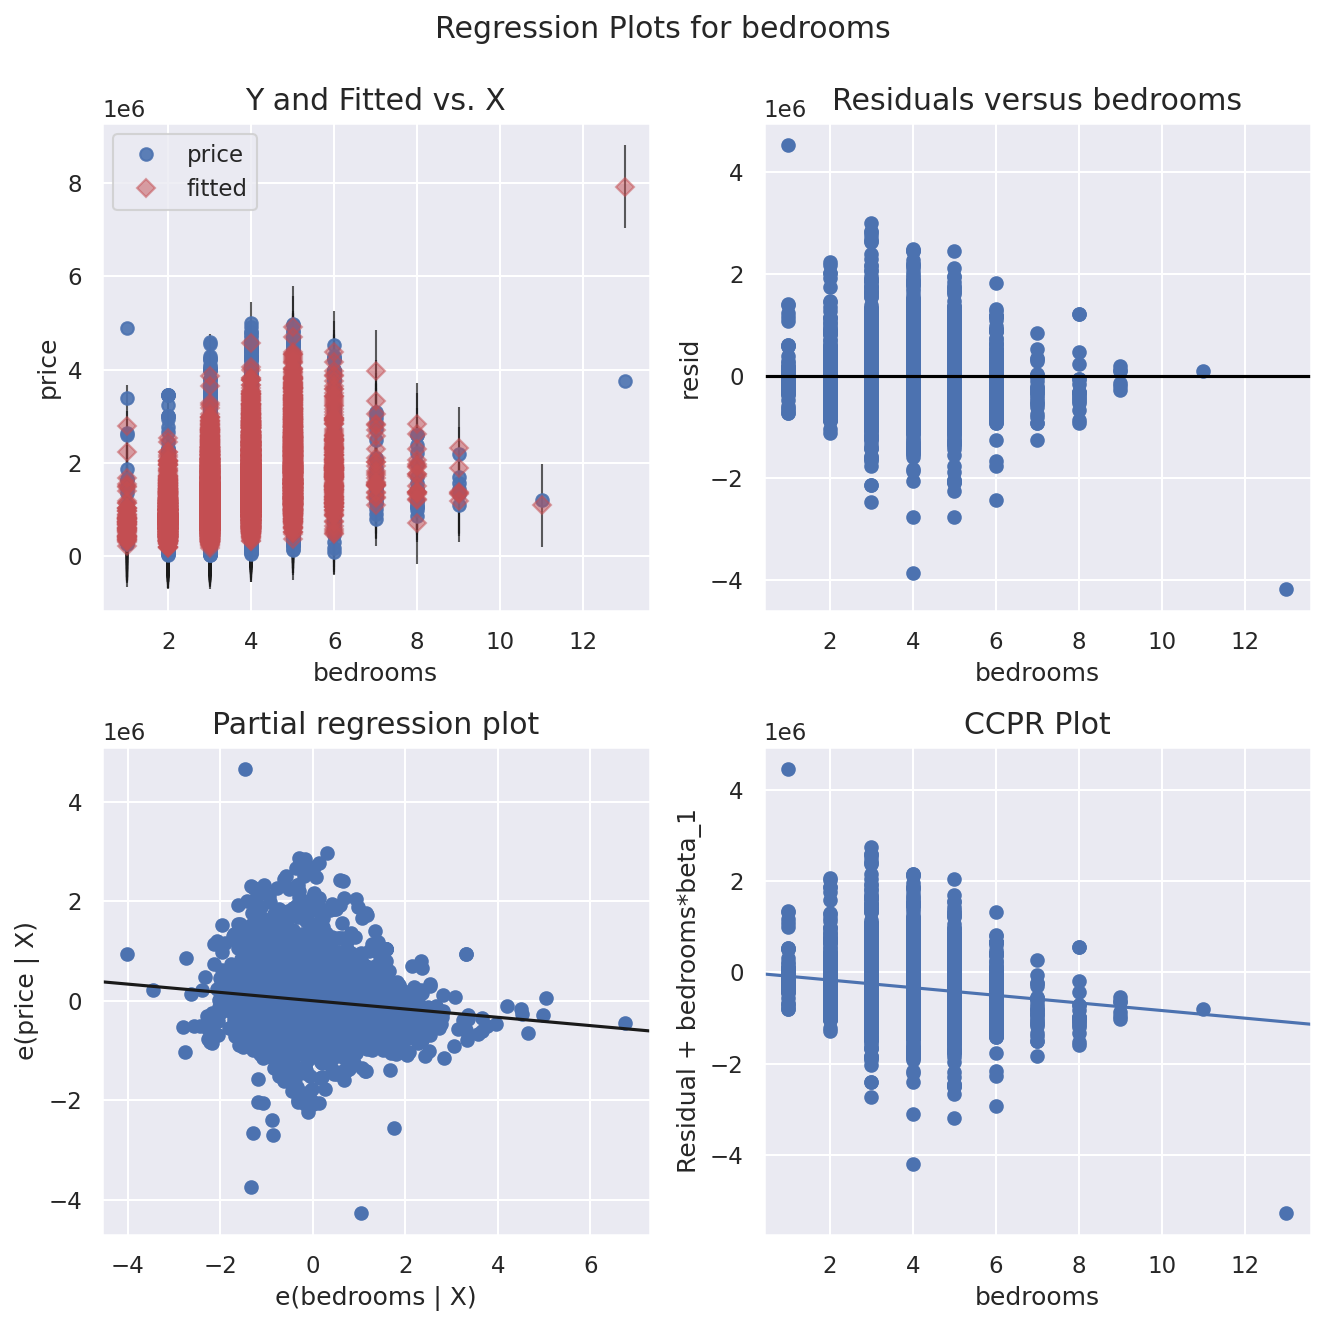 Regression Plots for bedrooms
Y and Fitted vs. X
1e6
price
fitted
8
6
4
2
0
price
2 4 6 8 10 12
bedrooms
Residuals versus bedrooms
1e6
4
2
0
−2
−4
resid
2 4 6 8 10 12
bedrooms
Partial regression plot
1e6
4
2
0
−2
−4
e(price | X)
−4 −2 0 2 4 6
e(bedrooms | X)
CCPR Plot
1e6
4
2
0
−2
−4
Residual + bedrooms*beta_1
2 4 6 8 10 12
bedrooms